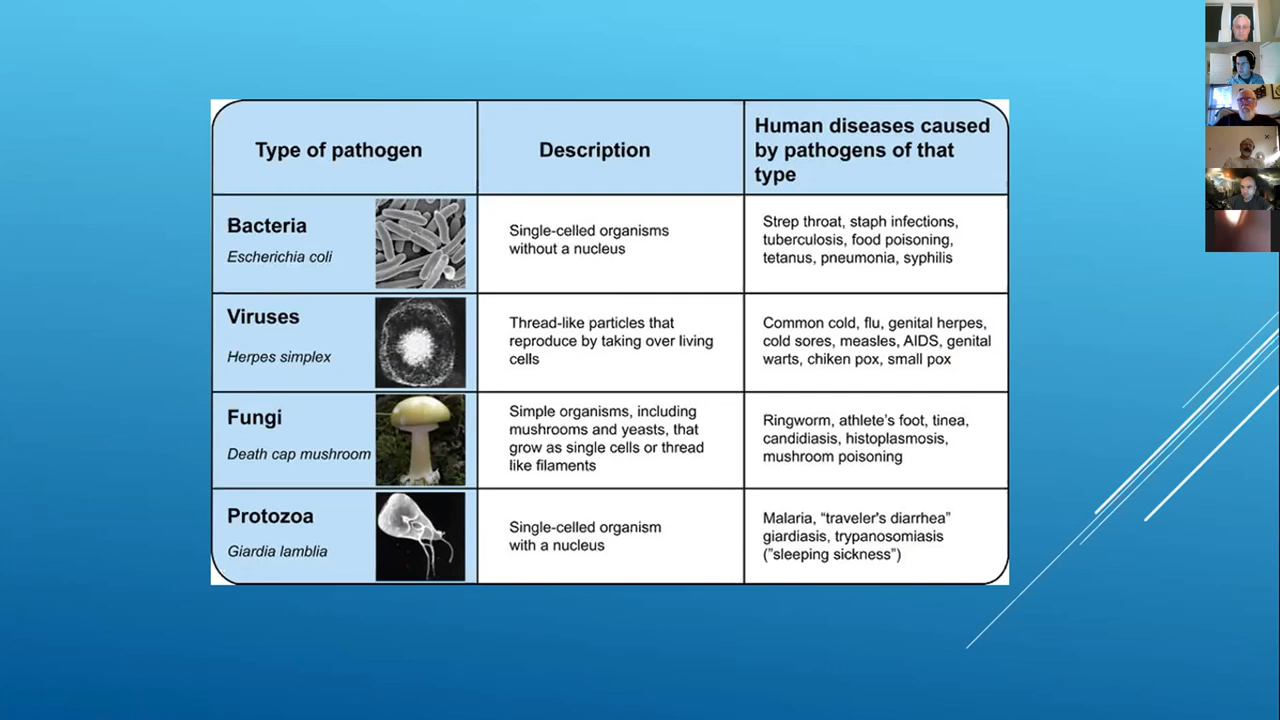 Type of pathogen
Description
Human diseases caused
by pathogens of that
type
Bacteria
Escherichia coli
Single-celled organisms
without a nucleus
Strep throat, staph infections,
tuberculosis, food poisoning,
tetanus, pneumonia, syphilis
Viruses
Herpes simplex
Thread-like particles that
reproduce by taking over living
cells
Common cold, flu, genital herpes,
cold sores, measles, AIDS, genital
warts, chiken pox, small pox
Fungi
Death cap mushroom
Simple organisms, including
mushrooms and yeasts, that
grow as single cells or thread
like filaments
Ringworm, athlete's foot, tinea,
candidiasis, histoplasmosis,
mushroom poisoning
Protozoa
Giardia lamblia
Single-celled organism
with a nucleus
Malaria, “traveler's diarrhea”
giardiasis, trypanosomiasis
(”sleeping sickness”)